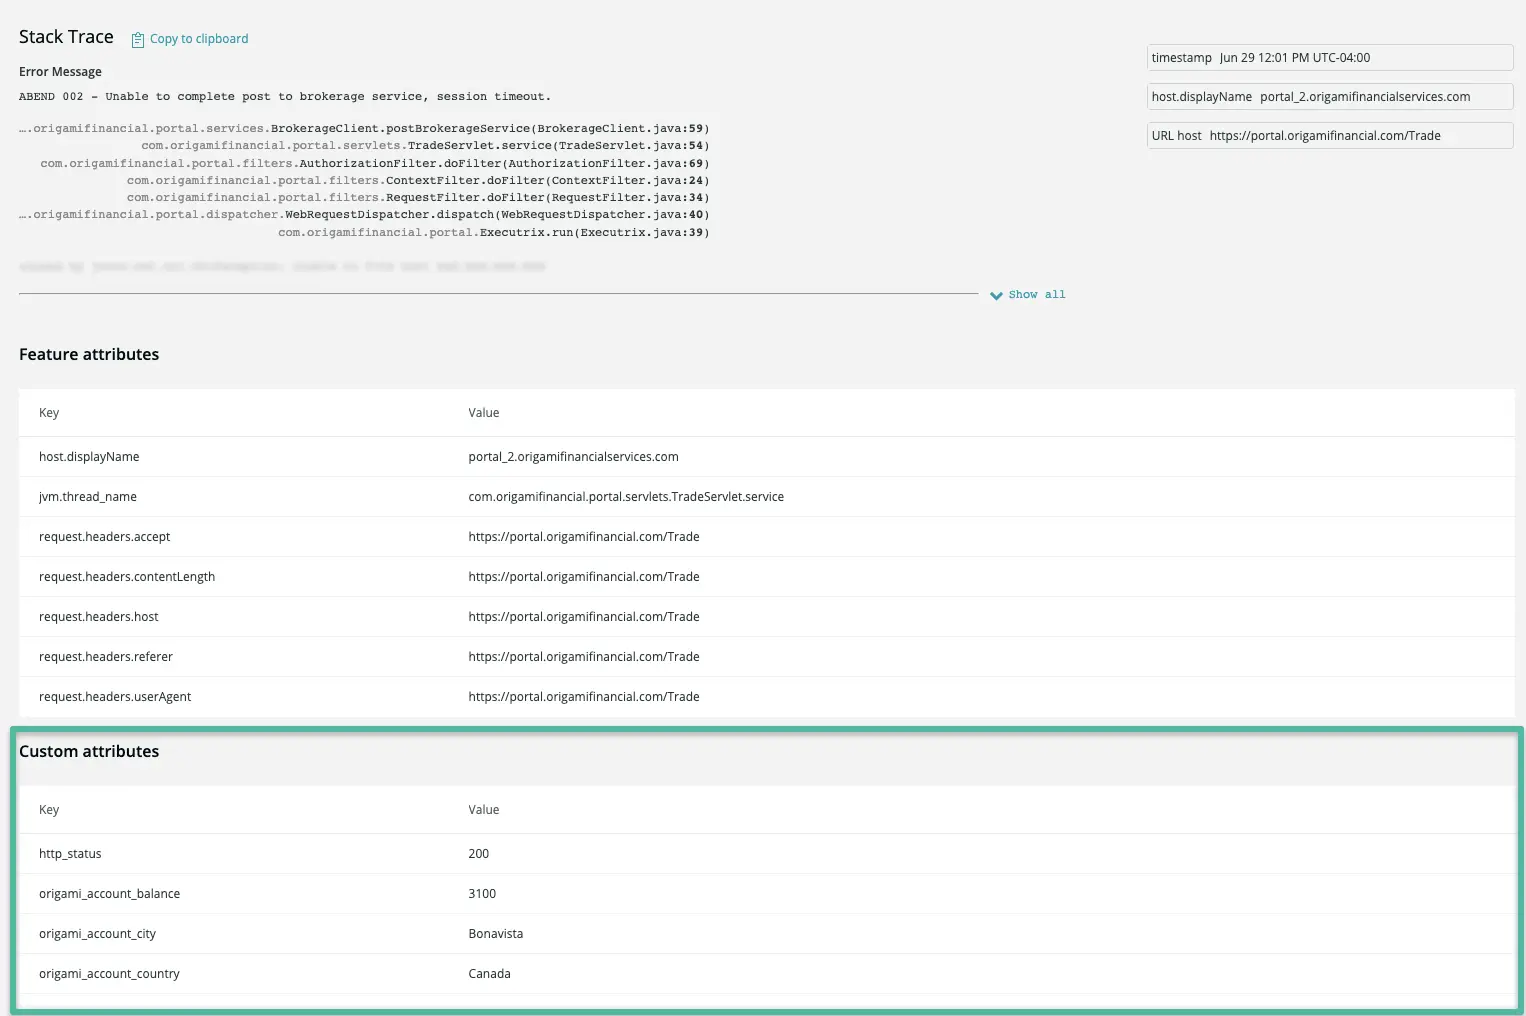 Stack Trace Copy to clipboard
Error Message
ABEND 002 - Unable to complete post to brokerage service, session timeout.
….origamifinancial.portal.services.BrokerageClient.postBrokerageService(BrokerageClient.java:59)
com.origamifinancial.portal.servlets.TradeServlet.service(TradeServlet.java:54)
com.origamifinancial.portal.filters.AuthorizationFilter.doFilter(AuthorizationFilter.java:69)
com.origamifinancial.portal.filters.ContextFilter.doFilter(ContextFilter.java:24)
com.origamifinancial.portal.filters.RequestFilter.doFilter(RequestFilter.java:34)
….origamifinancial.portal.dispatcher.WebRequestDispatcher.dispatch(WebRequestDispatcher.java:40)
com.origamifinancial.portal.Executrix.run(Executrix.java:39)
Show all
timestamp Jun 29 12:01 PM UTC-04:00
host.displayName portal_2.origamifinancialservices.com
URL host https://portal.origamifinancial.com/Trade
Feature attributes
Key Value
host.displayName portal_2.origamifinancialservices.com
jvm.thread_name com.origamifinancial.portal.servlets.TradeServlet.service
request.headers.accept https://portal.origamifinancial.com/Trade
request.headers.contentLength https://portal.origamifinancial.com/Trade
request.headers.host https://portal.origamifinancial.com/Trade
request.headers.referer https://portal.origamifinancial.com/Trade
request.headers.userAgent https://portal.origamifinancial.com/Trade
Custom attributes
Key Value
http_status 200
origami_account_balance 3100
origami_account_city Bonavista
origami_account_country Canada